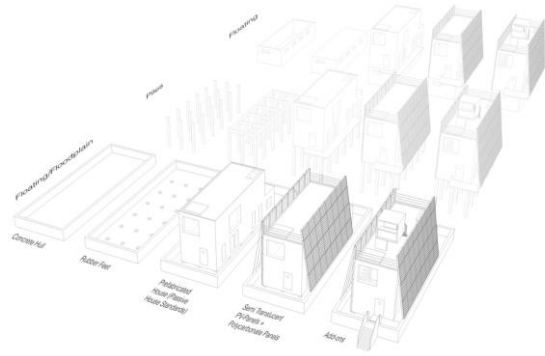 Floating
Piles
Floating/Floodplain
Concrete Hull
Rubber Feet
Prefabricated
House (Passive
House Standards)
Semi Translucent
PV-Panels +
Polycarbonate Panels
Add-ons